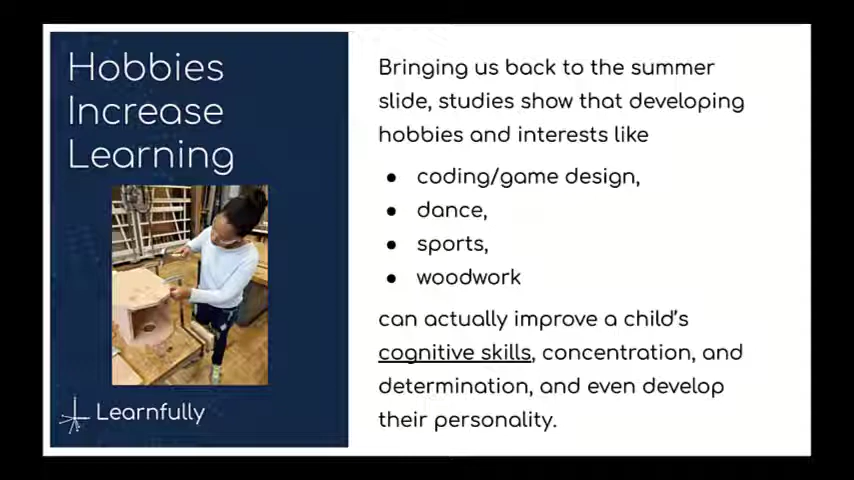 Hobbies
Increase
Learning
Learnfully
Bringing us back to the summer
slide, studies show that developing
hobbies and interests like
● coding/game design,
● dance,
● sports,
● woodwork
can actually improve a child's
cognitive skills, concentration, and
determination, and even develop
their personality.